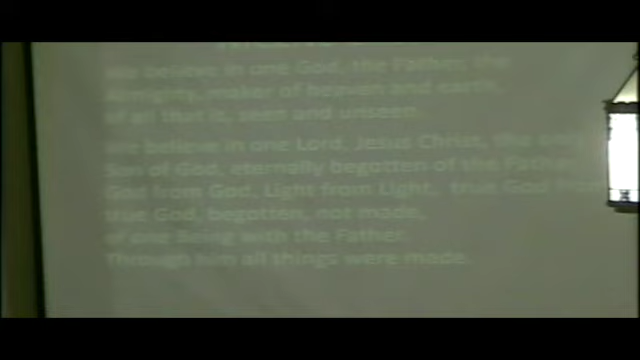 We believe in one God, the Father, the
Almighty, maker of heaven and earth,
of all that is, seen and unseen.
We believe in one Lord, Jesus Christ, the only
Son of God, eternally begotten of the Father,
God from God, Light from Light, true God from
true God, begotten, not made,
of one Being with the Father.
Through him all things were made.